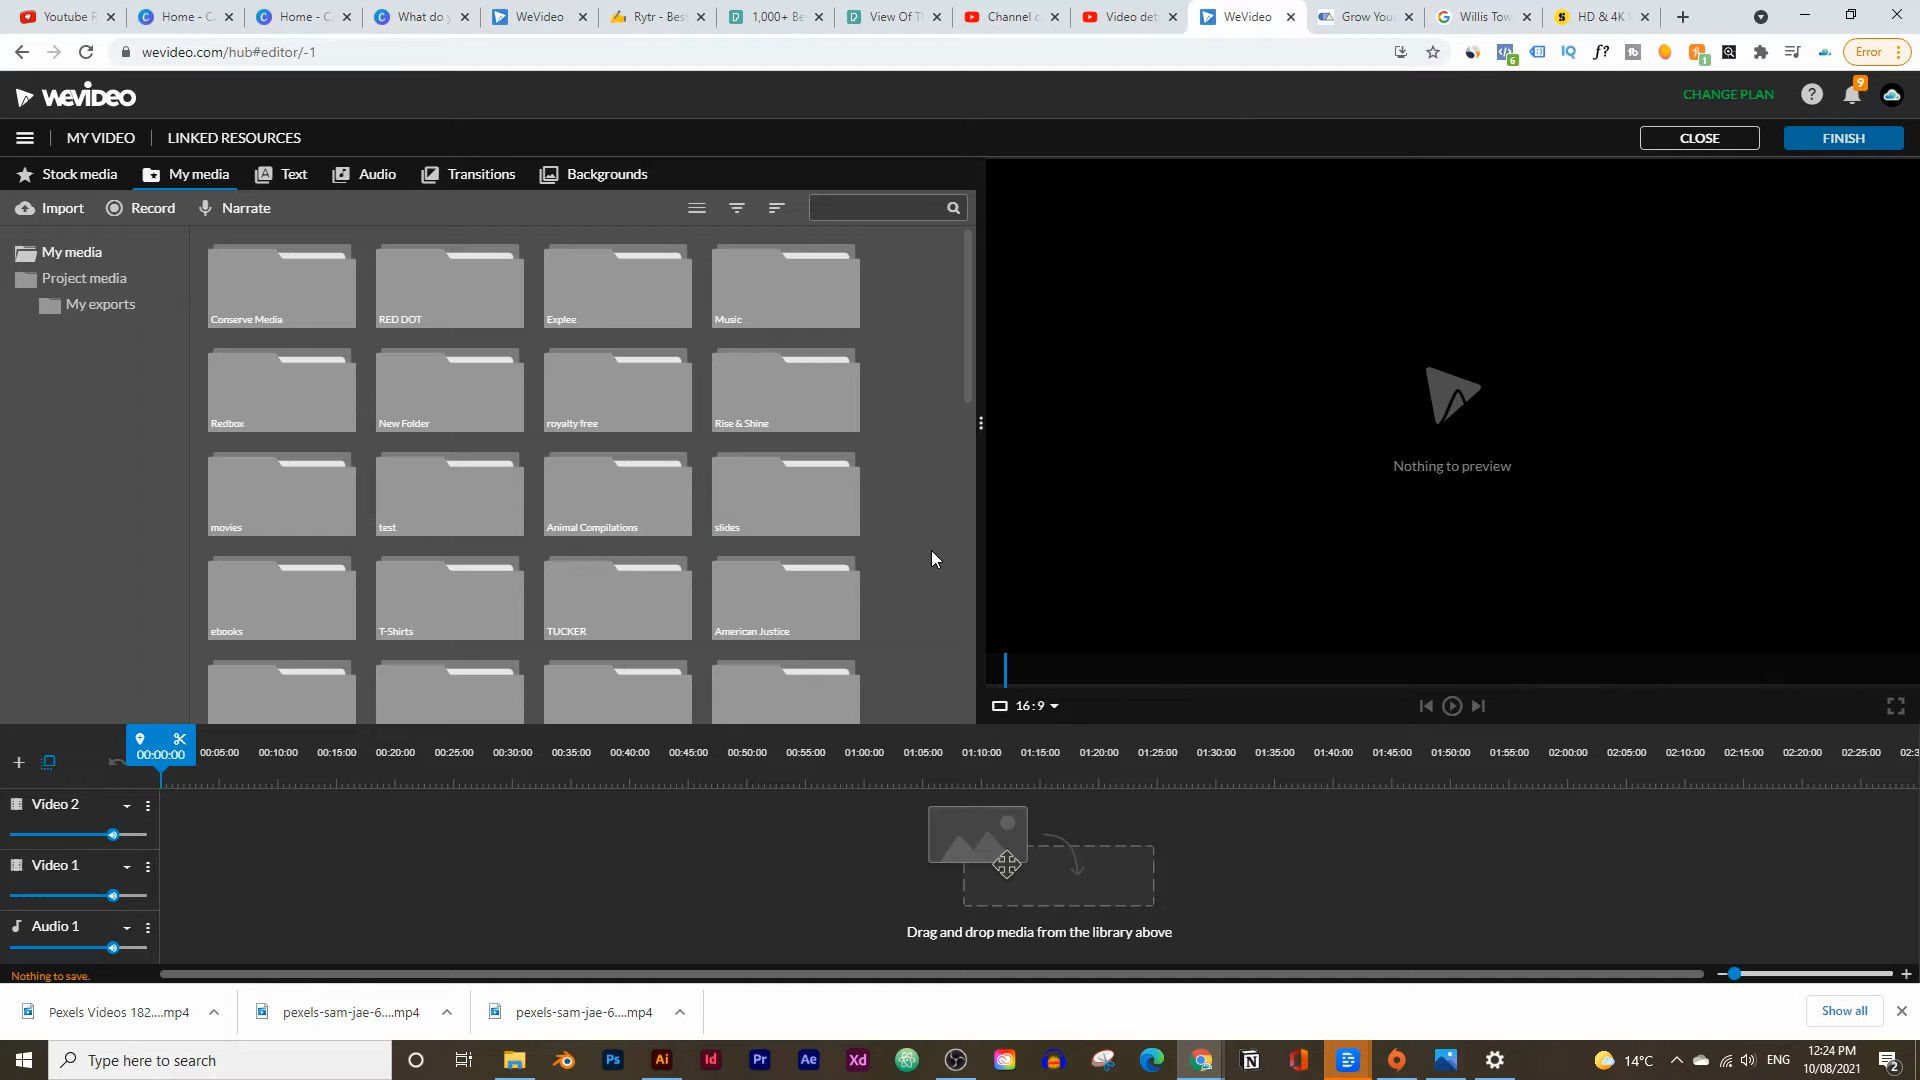 Youtube F
Home - C
Home - C
What do y
WeVideo
Rytr - Bes
1,000+ Be
View Of T
Channel c
Video det
WeVideo
Grow You
Willis Tow
HD & 4K
wevideo.com/hub#editor/-1
Error
WEVIDEO
CHANGE PLAN
9
MY VIDEO
LINKED RESOURCES
CLOSE
FINISH
Stock media
My media
Text
Audio
Transitions
Backgrounds
Import
Record
Narrate
My media
Project media
My exports
Conserve Media
RED DOT
Explee
Music
Redbox
New Folder
royalty free
Rise & Shine
movies
test
Animal Compilations
slides
ebooks
T-Shirts
TUCKER
American Justice
Nothing to preview
16:9
00:00:00
00:05:00
00:10:00
00:15:00
00:20:00
00:25:00
00:30:00
00:35:00
00:40:00
00:45:00
00:50:00
00:55:00
01:00:00
01:05:00
01:10:00
01:15:00
01:20:00
01:25:00
01:30:00
01:35:00
01:40:00
01:45:00
01:50:00
01:55:00
02:00:00
02:05:00
02:10:00
02:15:00
02:20:00
02:25:00
02:3
Video 2
Video 1
Audio 1
Drag and drop media from the library above
Nothing to save.
Pexels Videos 182....mp4
pexels-sam-jae-6....mp4
pexels-sam-jae-6....mp4
Show all
Type here to search
Ps
Ai
Id
Pr
Ae
Xd
14°C
ENG
12:24 PM
10/08/2021
2